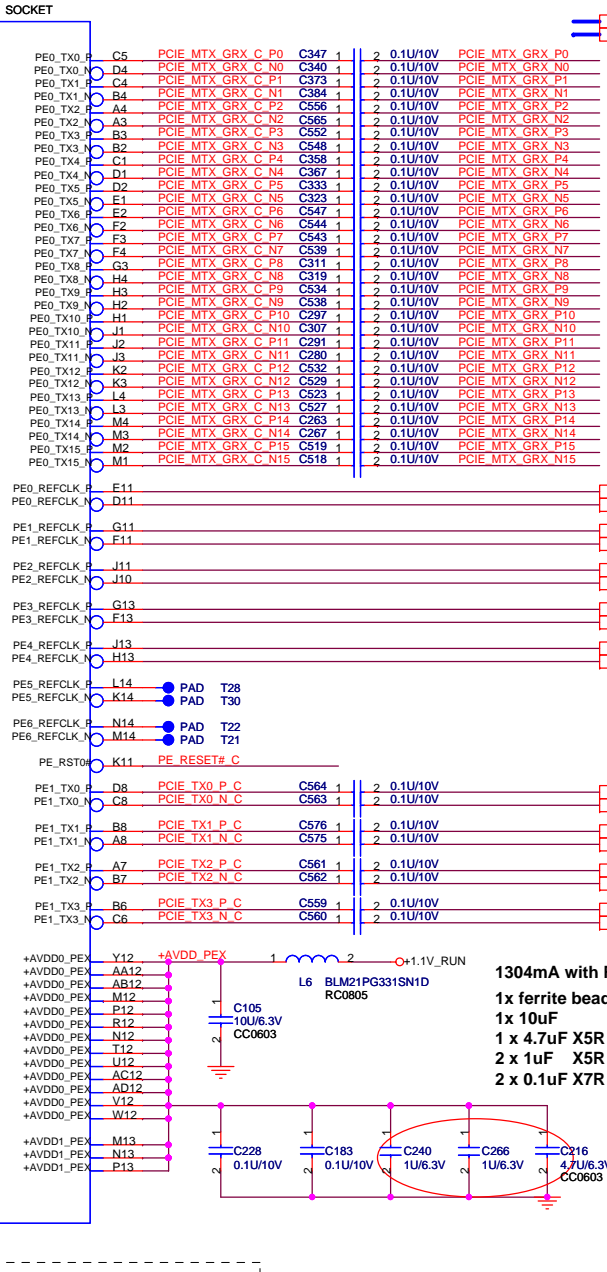 SOCKET
PE0_TX0_P C5 PCIE_MTX_GRX_C_P0 C347 1 2 0.1U/10V PCIE_MTX_GRX_P0
PE0_TX0_N D4 PCIE_MTX_GRX_C_N0 C340 1 2 0.1U/10V PCIE_MTX_GRX_N0
PE0_TX1_P C4 PCIE_MTX_GRX_C_P1 C373 1 2 0.1U/10V PCIE_MTX_GRX_P1
PE0_TX1_N B4 PCIE_MTX_GRX_C_N1 C384 1 2 0.1U/10V PCIE_MTX_GRX_N1
PE0_TX2_P A4 PCIE_MTX_GRX_C_P2 C556 1 2 0.1U/10V PCIE_MTX_GRX_P2
PE0_TX2_N A3 PCIE_MTX_GRX_C_N2 C565 1 2 0.1U/10V PCIE_MTX_GRX_N2
PE0_TX3_P B3 PCIE_MTX_GRX_C_P3 C552 1 2 0.1U/10V PCIE_MTX_GRX_P3
PE0_TX3_N B2 PCIE_MTX_GRX_C_N3 C548 1 2 0.1U/10V PCIE_MTX_GRX_N3
PE0_TX4_P C1 PCIE_MTX_GRX_C_P4 C358 1 2 0.1U/10V PCIE_MTX_GRX_P4
PE0_TX4_N D1 PCIE_MTX_GRX_C_N4 C367 1 2 0.1U/10V PCIE_MTX_GRX_N4
PE0_TX5_P D2 PCIE_MTX_GRX_C_P5 C333 1 2 0.1U/10V PCIE_MTX_GRX_P5
PE0_TX5_N E1 PCIE_MTX_GRX_C_N5 C323 1 2 0.1U/10V PCIE_MTX_GRX_N5
PE0_TX6_P E2 PCIE_MTX_GRX_C_P6 C547 1 2 0.1U/10V PCIE_MTX_GRX_P6
PE0_TX6_N F2 PCIE_MTX_GRX_C_N6 C544 1 2 0.1U/10V PCIE_MTX_GRX_N6
PE0_TX7_P F3 PCIE_MTX_GRX_C_P7 C543 1 2 0.1U/10V PCIE_MTX_GRX_P7
PE0_TX7_N F4 PCIE_MTX_GRX_C_N7 C539 1 2 0.1U/10V PCIE_MTX_GRX_N7
PE0_TX8_P G3 PCIE_MTX_GRX_C_P8 C311 1 2 0.1U/10V PCIE_MTX_GRX_P8
PE0_TX8_N H4 PCIE_MTX_GRX_C_N8 C319 1 2 0.1U/10V PCIE_MTX_GRX_N8
PE0_TX9_P H3 PCIE_MTX_GRX_C_P9 C534 1 2 0.1U/10V PCIE_MTX_GRX_P9
PE0_TX9_N H2 PCIE_MTX_GRX_C_N9 C538 1 2 0.1U/10V PCIE_MTX_GRX_N9
PE0_TX10_P H1 PCIE_MTX_GRX_C_P10 C297 1 2 0.1U/10V PCIE_MTX_GRX_P10
PE0_TX10_N J1 PCIE_MTX_GRX_C_N10 C307 1 2 0.1U/10V PCIE_MTX_GRX_N10
PE0_TX11_P J2 PCIE_MTX_GRX_C_P11 C291 1 2 0.1U/10V PCIE_MTX_GRX_P11
PE0_TX11_N J3 PCIE_MTX_GRX_C_N11 C280 1 2 0.1U/10V PCIE_MTX_GRX_N11
PE0_TX12_P K2 PCIE_MTX_GRX_C_P12 C532 1 2 0.1U/10V PCIE_MTX_GRX_P12
PE0_TX12_N K3 PCIE_MTX_GRX_C_N12 C529 1 2 0.1U/10V PCIE_MTX_GRX_N12
PE0_TX13_P L4 PCIE_MTX_GRX_C_P13 C523 1 2 0.1U/10V PCIE_MTX_GRX_P13
PE0_TX13_N L3 PCIE_MTX_GRX_C_N13 C527 1 2 0.1U/10V PCIE_MTX_GRX_N13
PE0_TX14_P M4 PCIE_MTX_GRX_C_P14 C263 1 2 0.1U/10V PCIE_MTX_GRX_P14
PE0_TX14_N M3 PCIE_MTX_GRX_C_N14 C267 1 2 0.1U/10V PCIE_MTX_GRX_N14
PE0_TX15_P M2 PCIE_MTX_GRX_C_P15 C519 1 2 0.1U/10V PCIE_MTX_GRX_P15
PE0_TX15_N M1 PCIE_MTX_GRX_C_N15 C518 1 2 0.1U/10V PCIE_MTX_GRX_N15
PE0_REFCLK_P E11
PE0_REFCLK_N D11
PE1_REFCLK_P G11
PE1_REFCLK_N F11
PE2_REFCLK_P J11
PE2_REFCLK_N J10
PE3_REFCLK_P G13
PE3_REFCLK_N F13
PE4_REFCLK_P J13
PE4_REFCLK_N H13
PE5_REFCLK_P L14 PAD T28
PE5_REFCLK_N K14 PAD T30
PE6_REFCLK_P N14 PAD T22
PE6_REFCLK_N M14 PAD T21
PE_RST0# K11 PE_RESET#_C
PE1_TX0_P D8 PCIE_TX0_P_C C564 1 2 0.1U/10V
PE1_TX0_N C8 PCIE_TX0_N_C C563 1 2 0.1U/10V
PE1_TX1_P B8 PCIE_TX1_P_C C576 1 2 0.1U/10V
PE1_TX1_N A8 PCIE_TX1_N_C C575 1 2 0.1U/10V
PE1_TX2_P A7 PCIE_TX2_P_C C561 1 2 0.1U/10V
PE1_TX2_N B7 PCIE_TX2_N_C C562 1 2 0.1U/10V
PE1_TX3_P B6 PCIE_TX3_P_C C559 1 2 0.1U/10V
PE1_TX3_N C6 PCIE_TX3_N_C C560 1 2 0.1U/10V
+AVDD0_PEX Y12 +AVDD_PEX 1 2 +1.1V_RUN
+AVDD0_PEX AA12
+AVDD0_PEX AB12
+AVDD0_PEX M12
+AVDD0_PEX P12
+AVDD0_PEX R12
+AVDD0_PEX N12
+AVDD0_PEX T12
+AVDD0_PEX U12
+AVDD0_PEX AC12
+AVDD0_PEX AD12
+AVDD0_PEX V12
+AVDD0_PEX W12
+AVDD1_PEX M13
+AVDD1_PEX N13
+AVDD1_PEX P13
L6 BLM21PG331SN1D
RC0805
1 2 C105
10U/6.3V
CC0603
1304mA with
1x ferrite bead
1x 10uF
1 x 4.7uF X5R
2 x 1uF X5R
2 x 0.1uF X7R
1 2 C228
0.1U/10V
1 2 C183
0.1U/10V
1 2 C240
1U/6.3V
1 2 C266
1U/6.3V
1 2 C216
4.7U/6.3V
CC0603